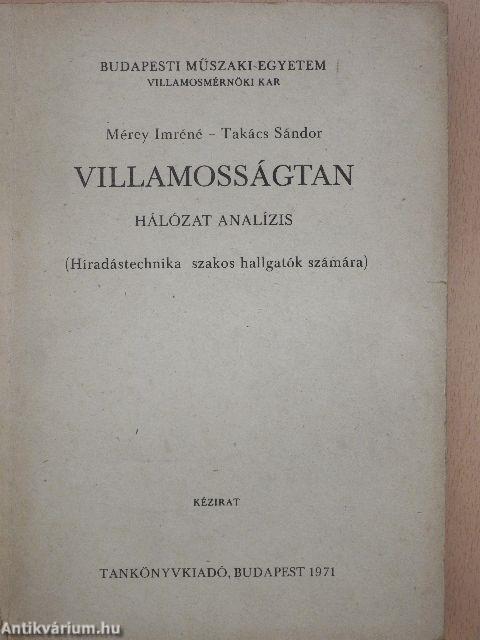 BUDAPESTI MŰSZAKI EGYETEM
VILLAMOSMÉRNÖKI KAR
Mérey Imréné – Takács Sándor
VILLAMOSSÁGTAN
HÁLÓZAT ANALÍZIS
(Híradástechnika szakos hallgatók számára)
KÉZIRAT
TANKÖNYVKIADÓ, BUDAPEST 1971
Antikvárium.hu